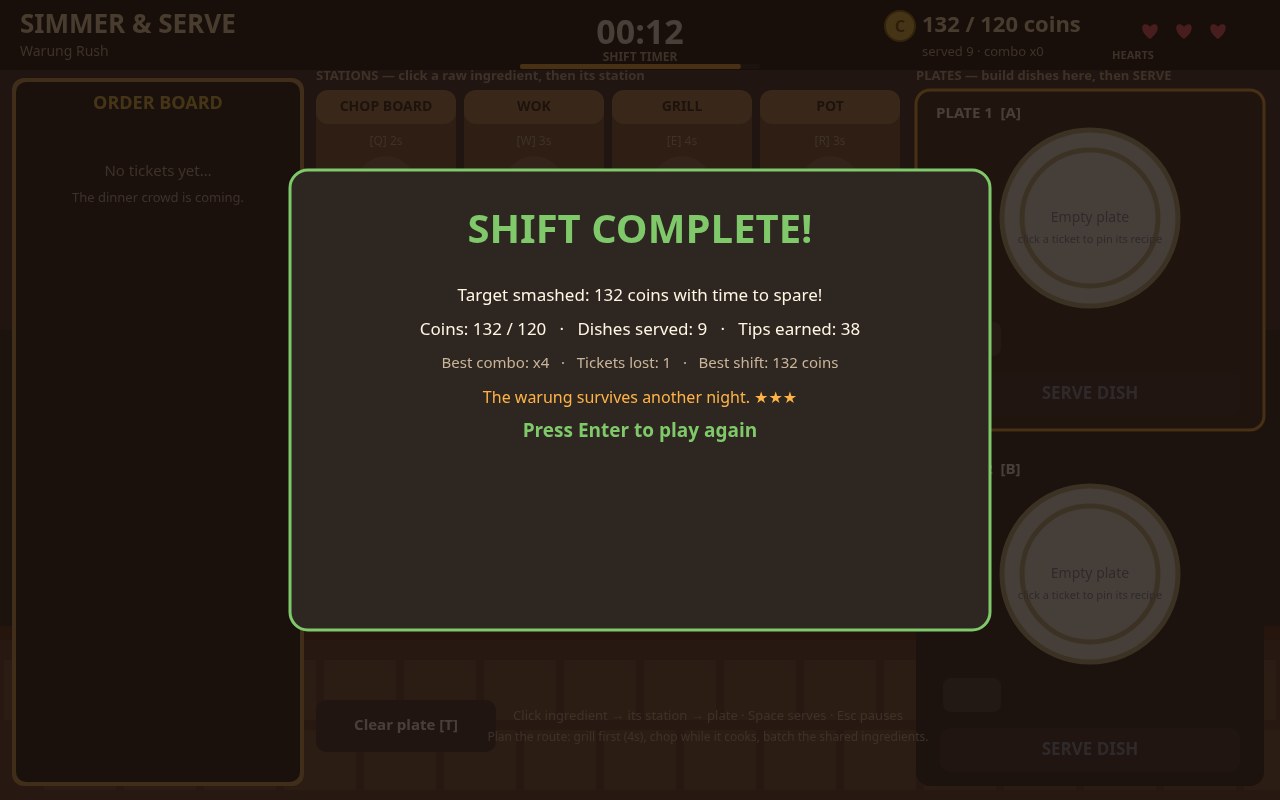 SIMMER & SERVE
Warung Rush
00:12
SHIFT TIMER
C
132 / 120 coins
served 9 · combo x0
HEARTS
ORDER BOARD
No tickets yet...
The dinner crowd is coming.
STATIONS — click a raw ingredient, then its station
CHOP BOARD
WOK
GRILL
POT
[Q] 2s
[W] 3s
[E] 4s
[R] 3s
PLATES — build dishes here, then SERVE
PLATE 1 [A]
Empty plate
click a ticket to pin its recipe
SERVE DISH
SHIFT COMPLETE!
Target smashed: 132 coins with time to spare!
Coins: 132 / 120 · Dishes served: 9 · Tips earned: 38
Best combo: x4 · Tickets lost: 1 · Best shift: 132 coins
The warung survives another night. ★★★
Press Enter to play again
[B]
Empty plate
click a ticket to pin its recipe
SERVE DISH
Clear plate [T]
Click ingredient → its station → plate · Space serves · Esc pauses
Plan the route: grill first (4s), chop while it cooks, batch the shared ingredients.